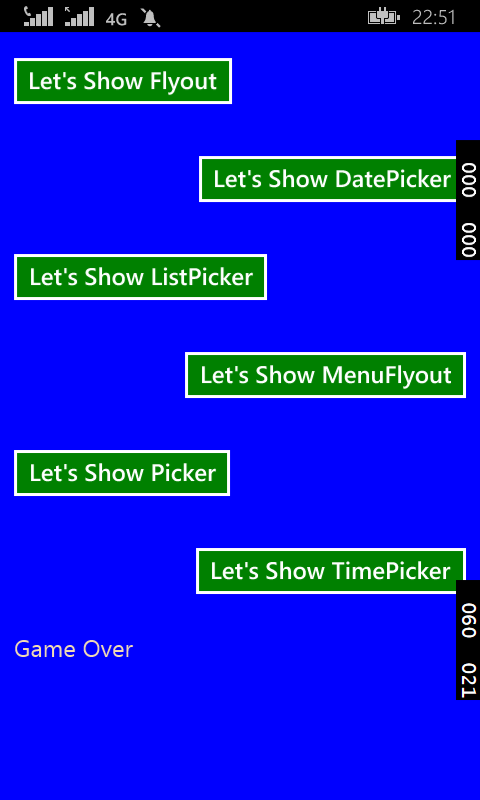 4G 22:51
Let's Show Flyout
Let's Show DatePicker
000 000
Let's Show ListPicker
Let's Show MenuFlyout
Let's Show Picker
Let's Show TimePicker
060 021
Game Over